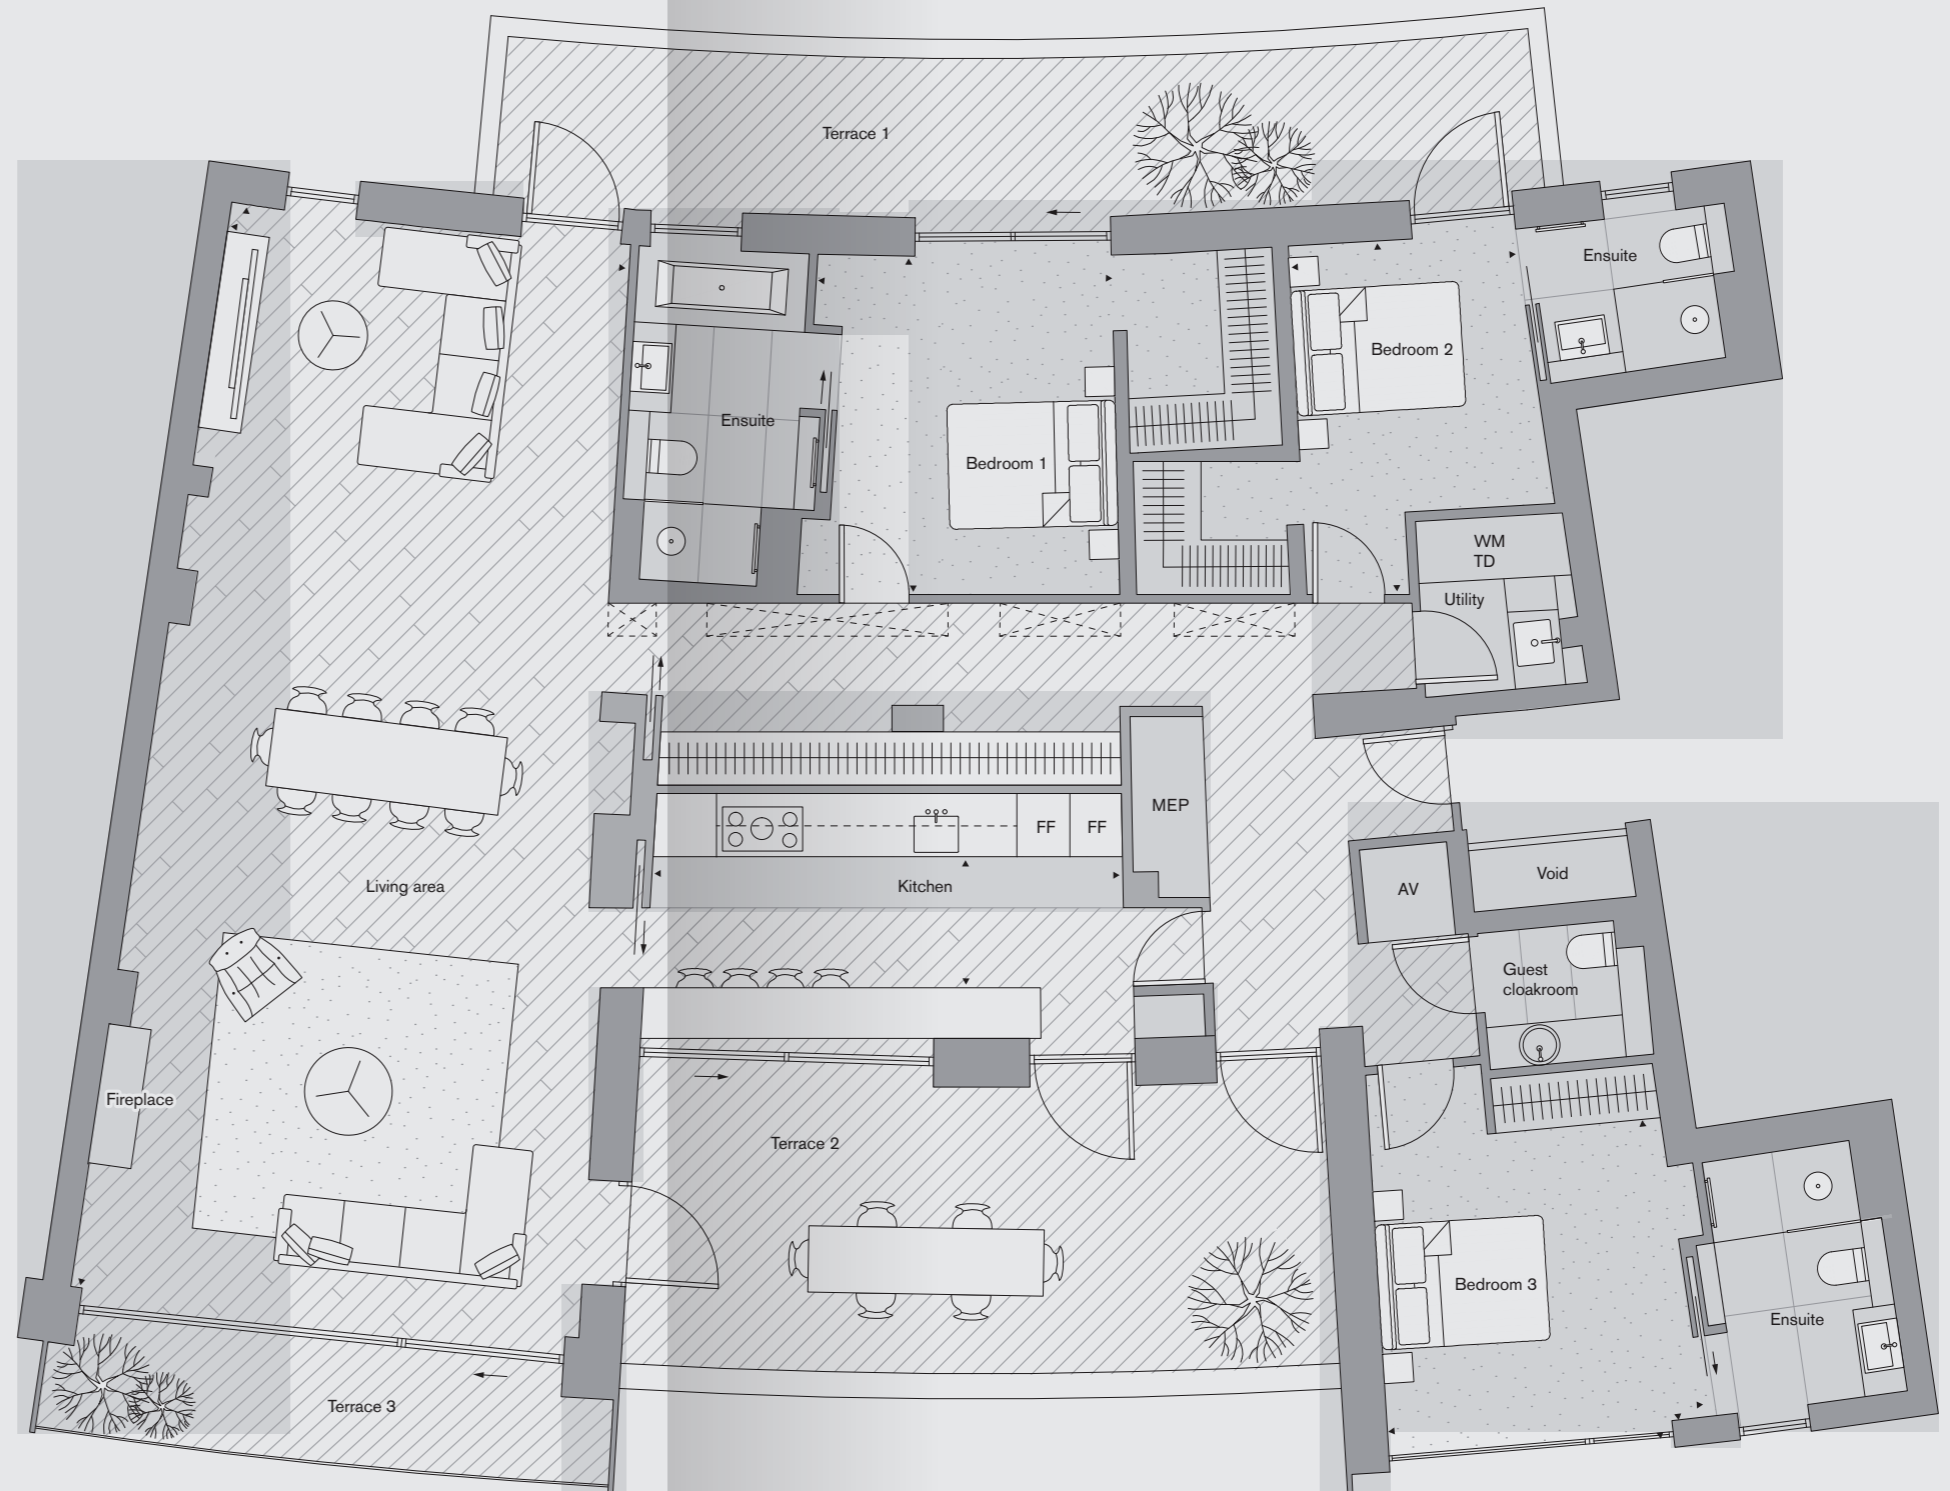 Terrace 1
Ensuite
Bedroom 2
Ensuite
Bedroom 1
WM
TD
Utility
MEP
FF
FF
Living area
Kitchen
AV
Void
Guest
cloakroom
Fireplace
Terrace 2
Bedroom 3
Ensuite
Terrace 3